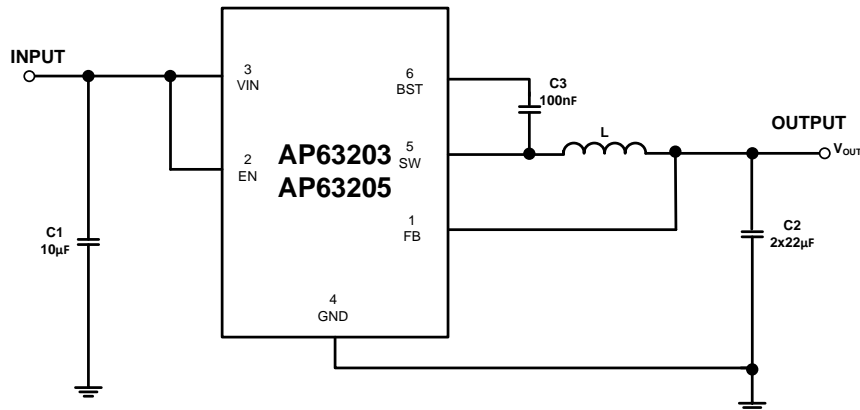 INPUT
3
VIN
2
EN
AP63203
AP63205
6
BST
5
SW
1
FB
4
GND
C1
10µF
C3
100nF
L
OUTPUT
VOUT
C2
2x22µF